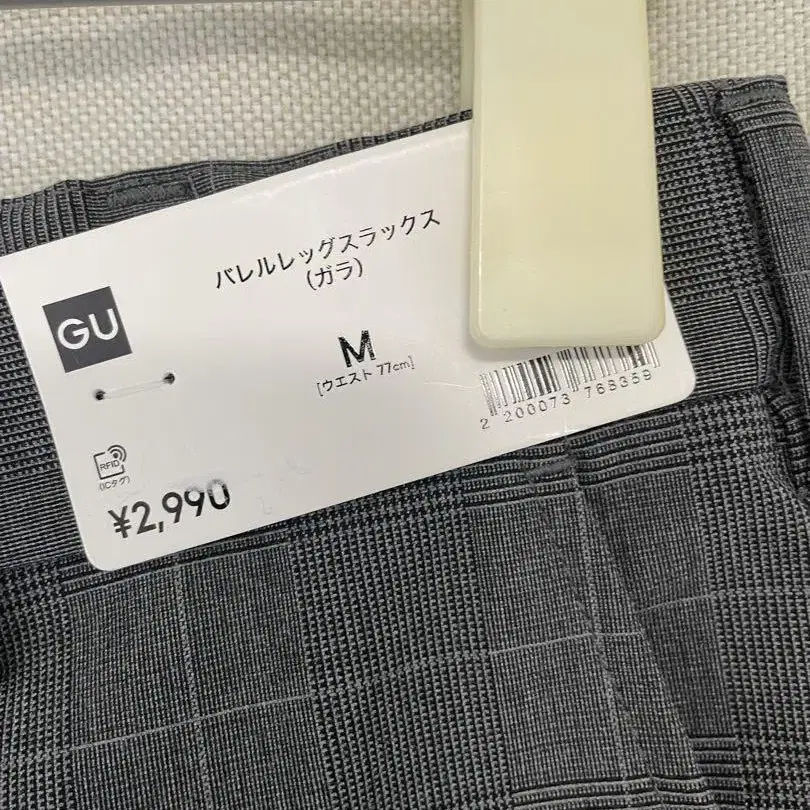 バレルレッグスラックス
(ガラ)
GU
M
[ウエスト 77cm]
2 200073 768359
RFID
(ICタグ)
¥2,990